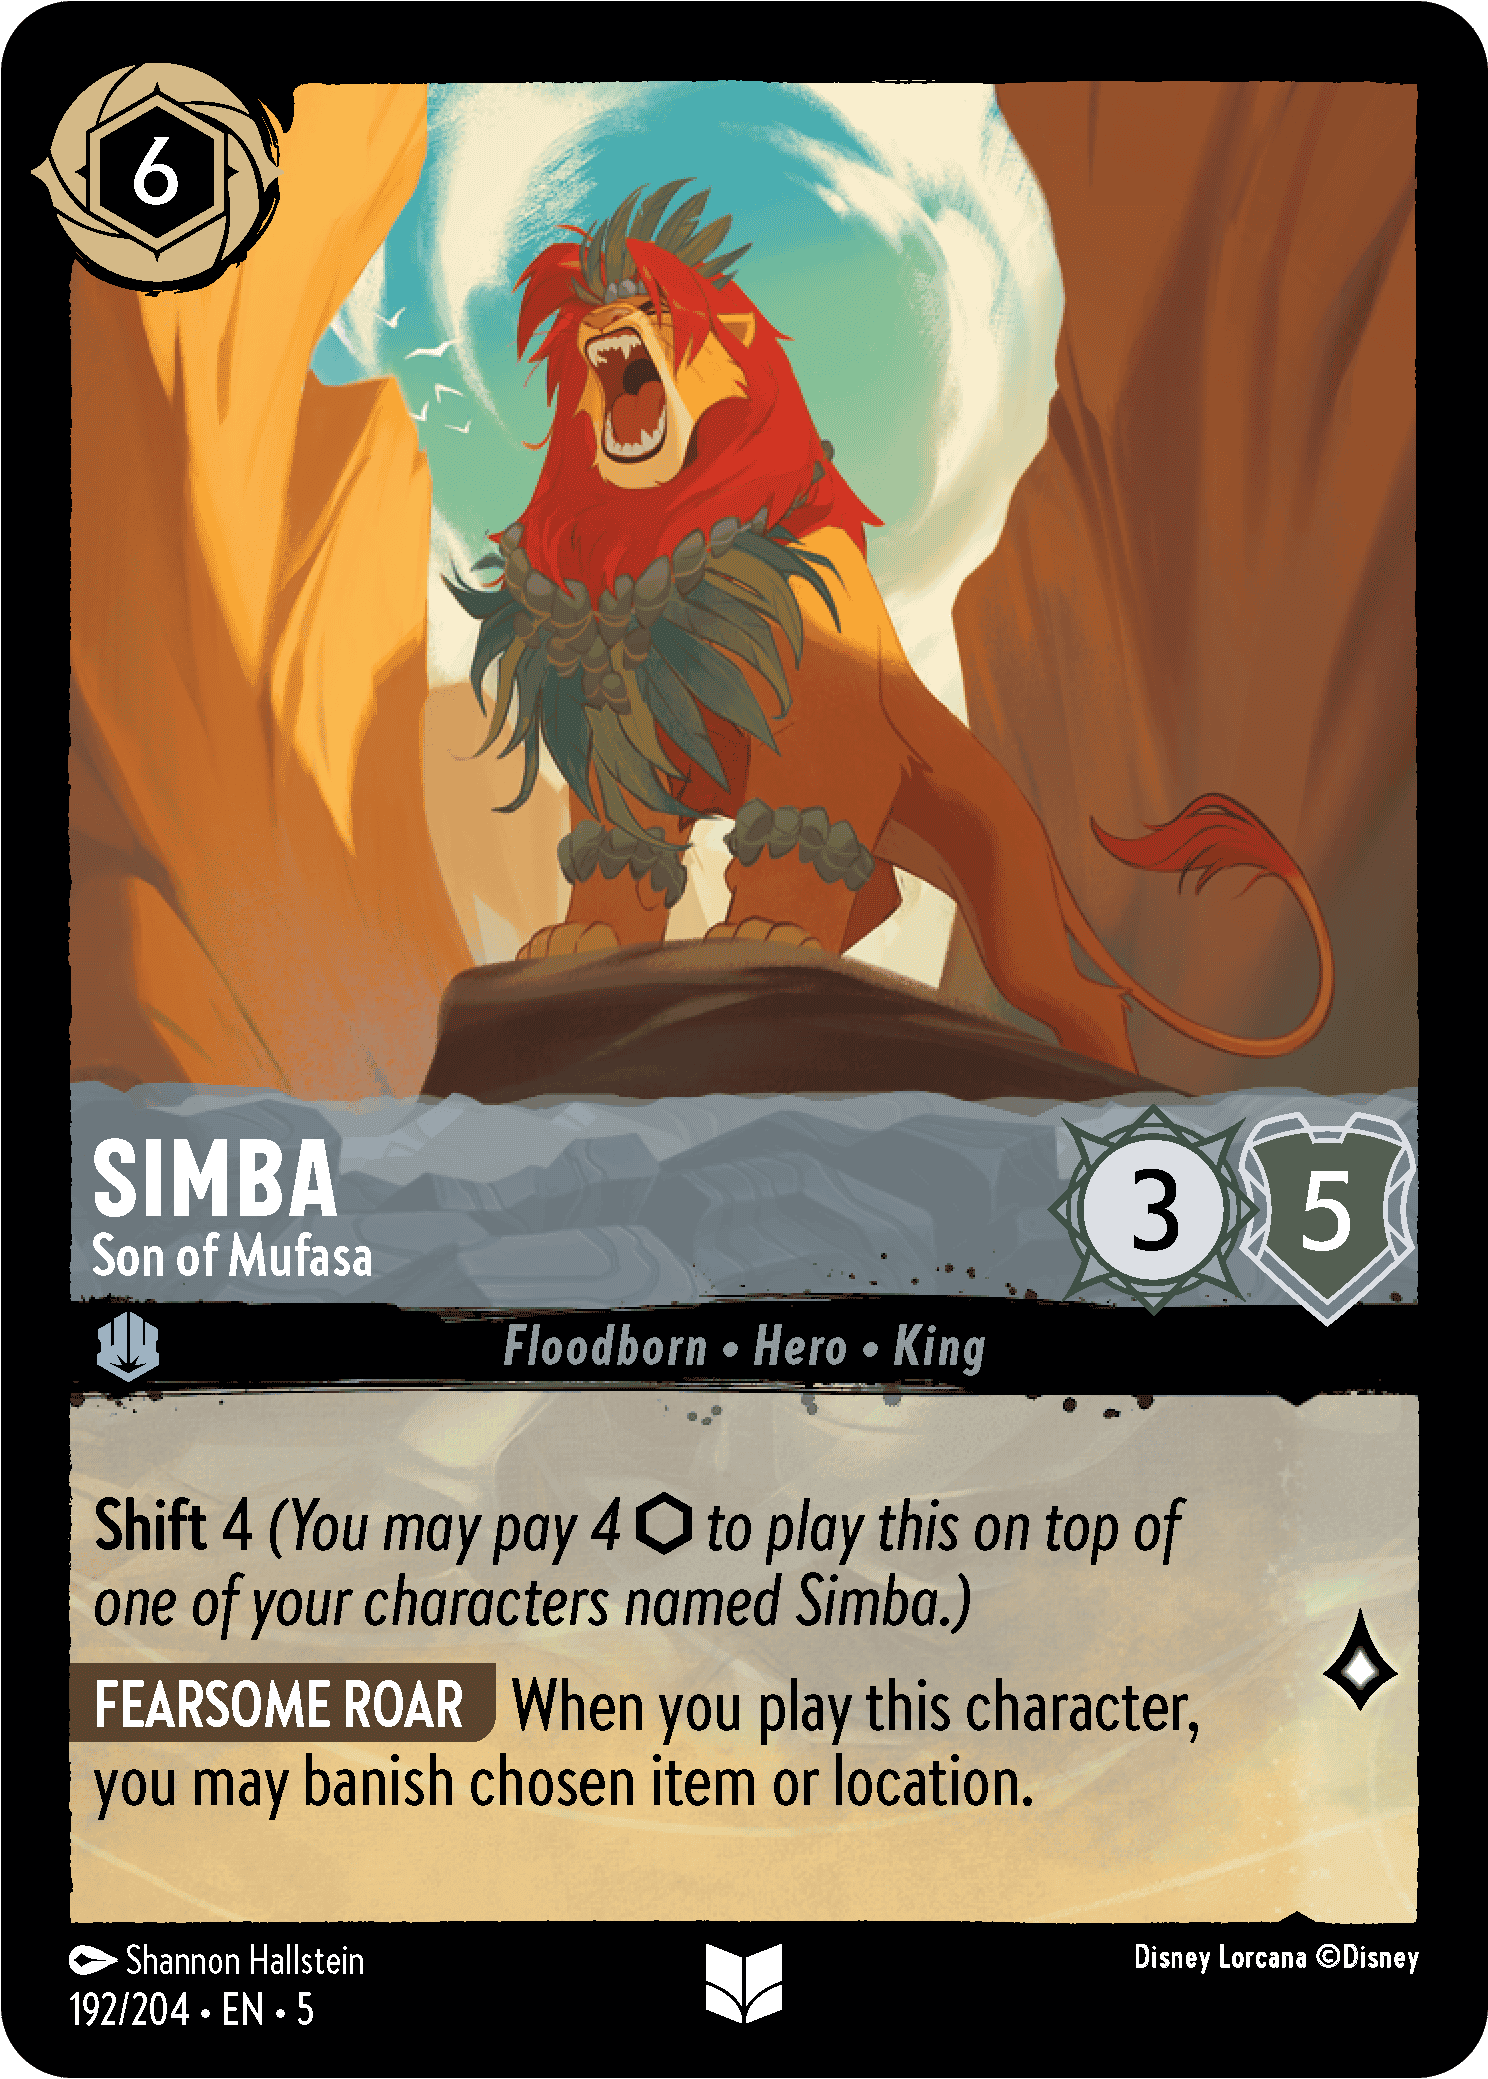 6
SIMBA
Son of Mufasa
3
5
Floodborn • Hero • King
Shift 4 (You may pay 4 ⬡ to play this on top of
one of your characters named Simba.)
FEARSOME ROAR When you play this character,
you may banish chosen item or location.
Shannon Hallstein
Disney Lorcana ©Disney
192/204 • EN • 5